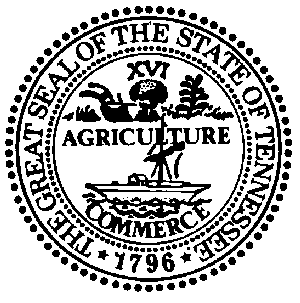 THE GREAT SEAL OF THE STATE OF TENNESSEE
XVI
AGRICULTURE
COMMERCE
1796